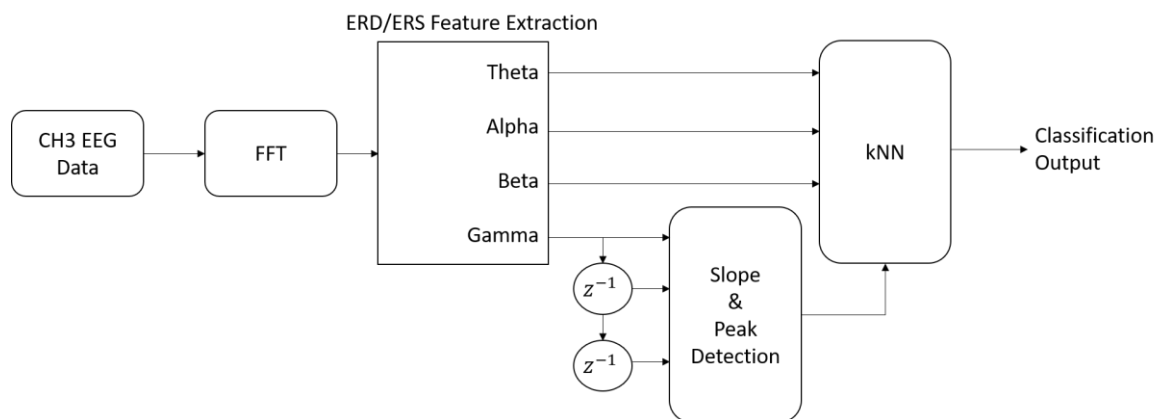 ERD/ERS Feature Extraction
CH3 EEG
Data
FFT
Theta
Alpha
Beta
Gamma
z⁻¹
z⁻¹
Slope
&
Peak
Detection
kNN
Classification
Output